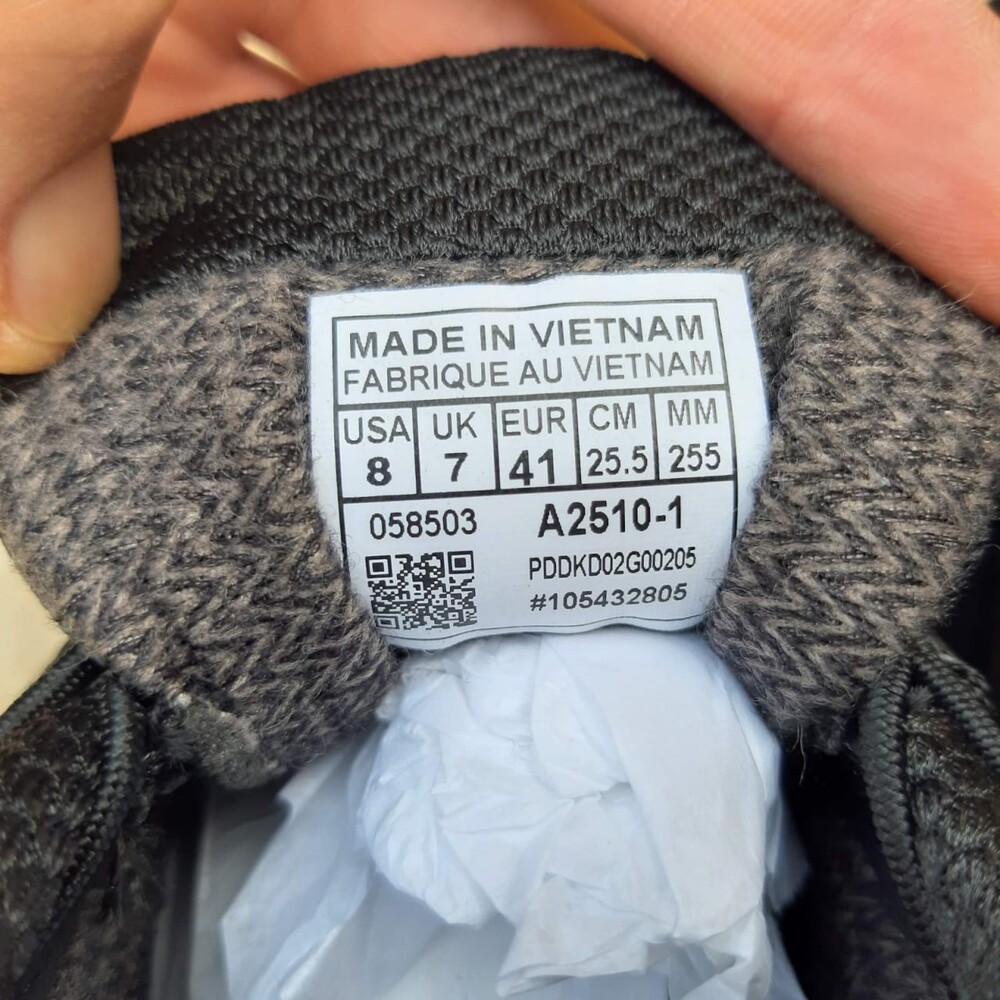 MADE IN VIETNAM
FABRIQUE AU VIETNAM
USA UK EUR CM MM
8 7 41 25.5 255
058503 A2510-1
PDDKD02G00205
#105432805